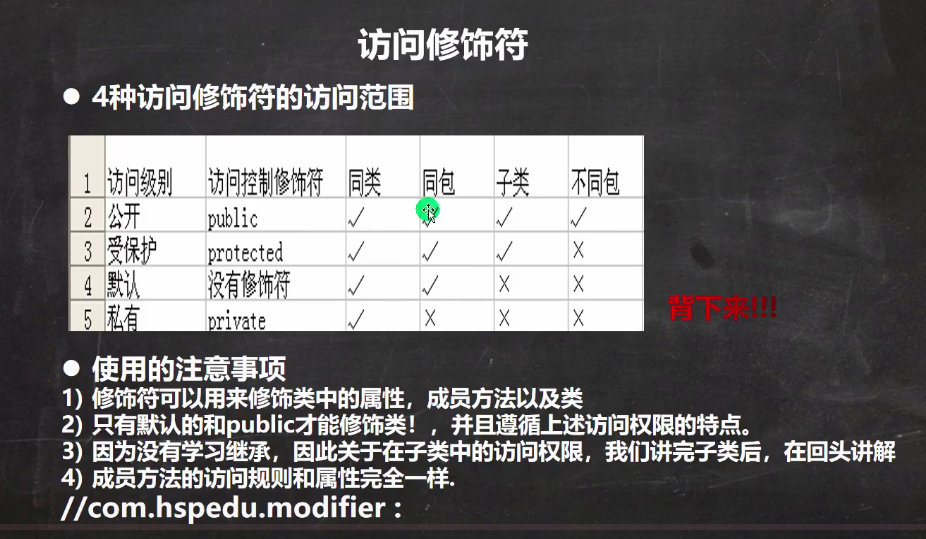 访问修饰符
● 4种访问修饰符的访问范围
1 访问级别 访问控制修饰符 同类 同包 子类 不同包
2 公开 public √ √ √ √
3 受保护 protected √ √ √ ×
4 默认 没有修饰符 √ √ × ×
5 私有 private √ × × ×
背下来!!!
● 使用的注意事项
1) 修饰符可以用来修饰类中的属性，成员方法以及类
2) 只有默认的和public才能修饰类！，并且遵循上述访问权限的特点。
3) 因为没有学习继承，因此关于在子类中的访问权限，我们讲完子类后，在回头讲解
4) 成员方法的访问规则和属性完全一样.
//com.hspedu.modifier :